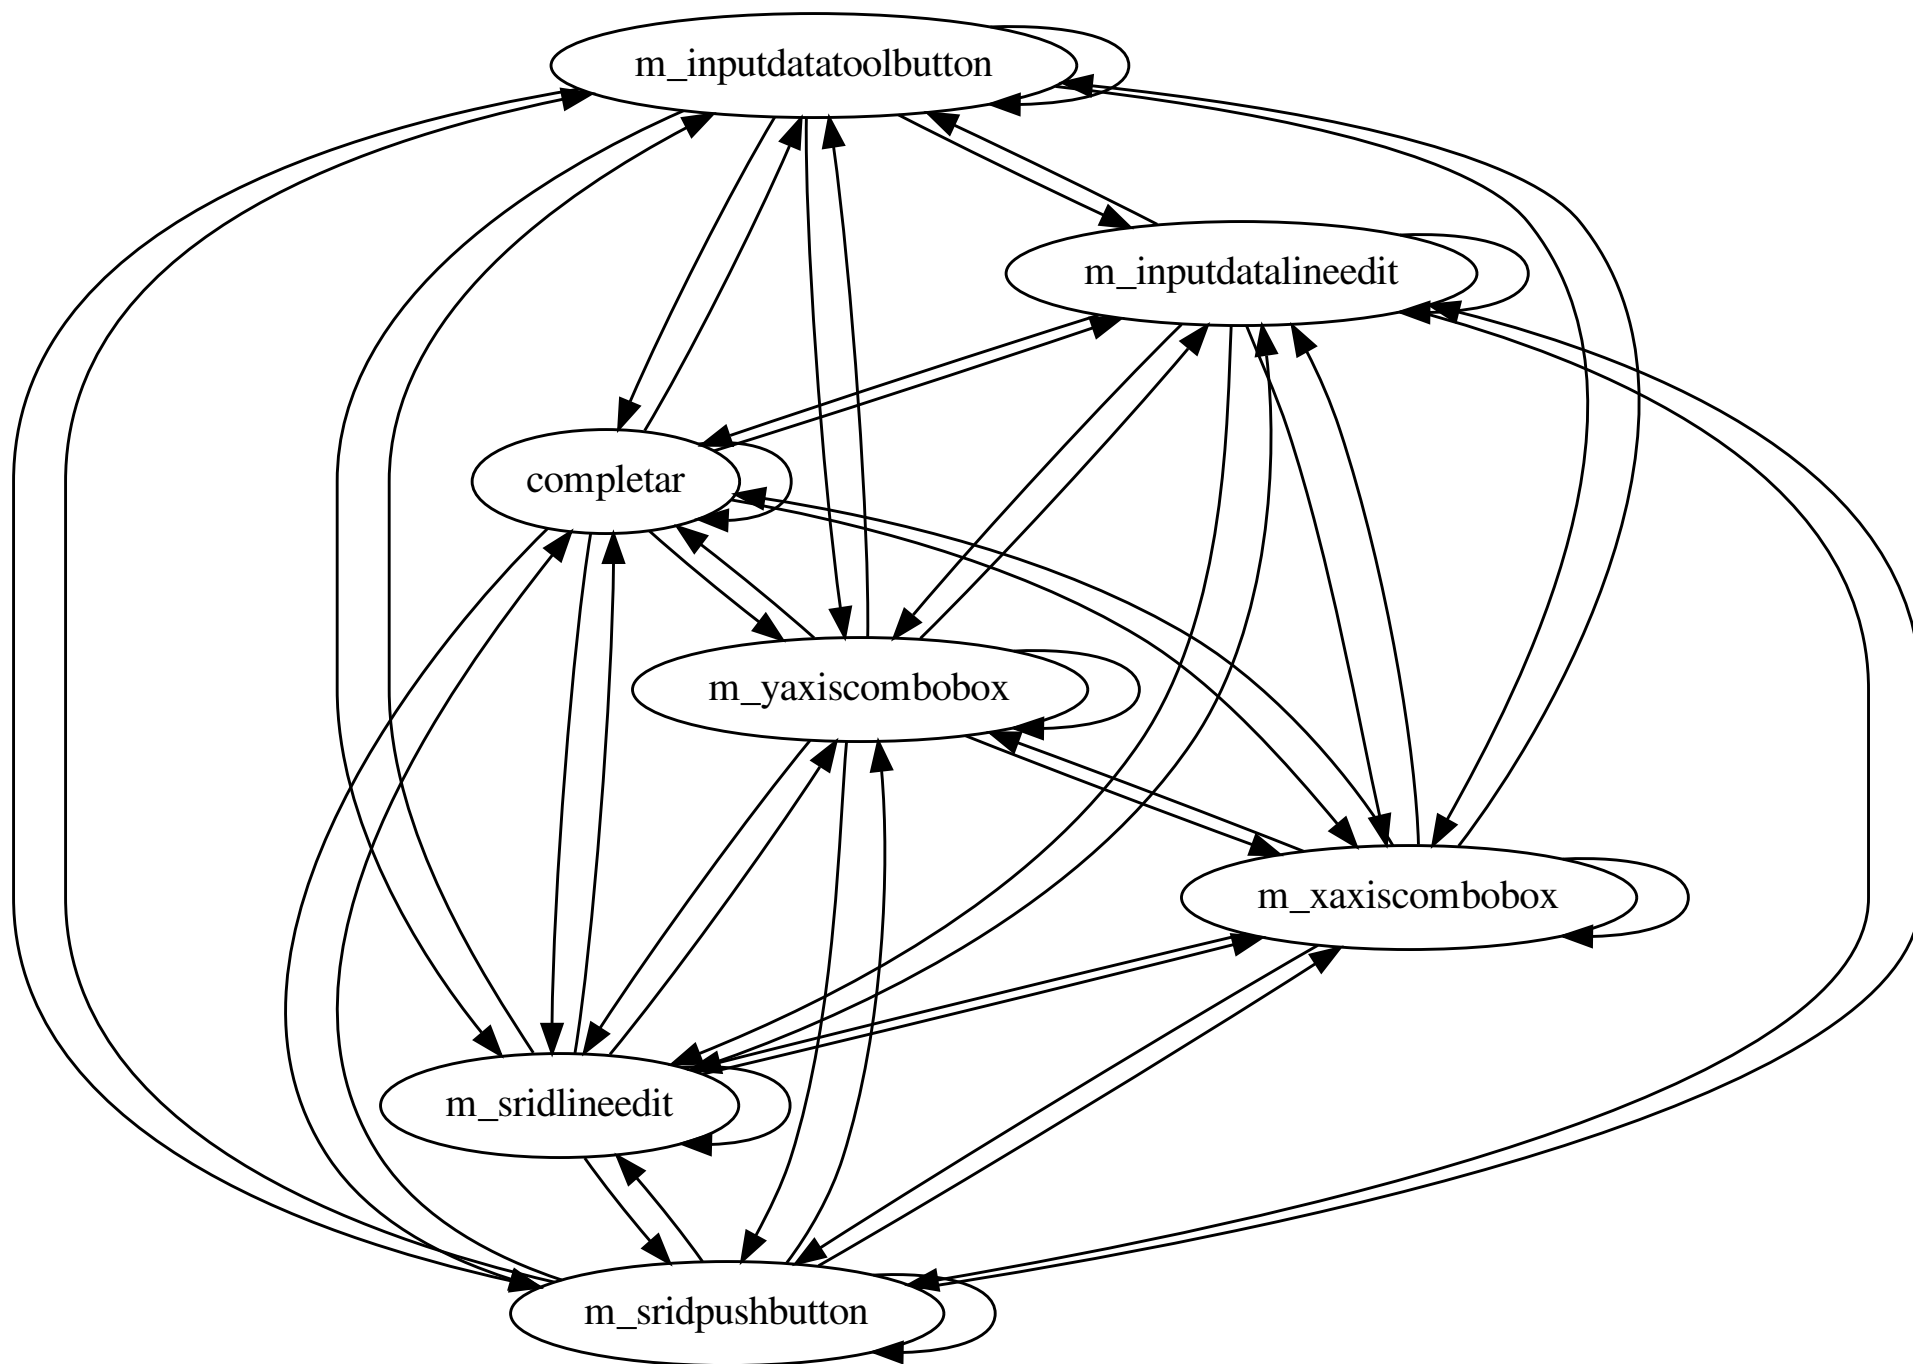 m_inputdatatoolbutton
m_inputdatalineedit
completar
m_yaxiscombobox
m_xaxiscombobox
m_sridlineedit
m_sridpushbutton